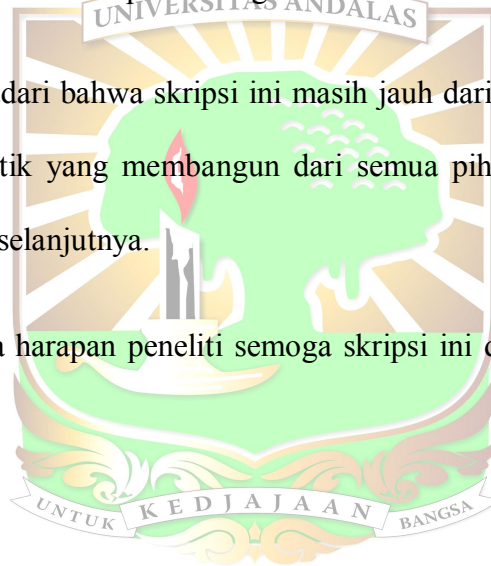 UNIVERSITAS ANDALAS
dari bahwa skripsi ini masih jauh dari
tik yang membangun dari semua pih
selanjutnya.
harapan peneliti semoga skripsi ini
UNTUK KEDJAJAAN BANGSA